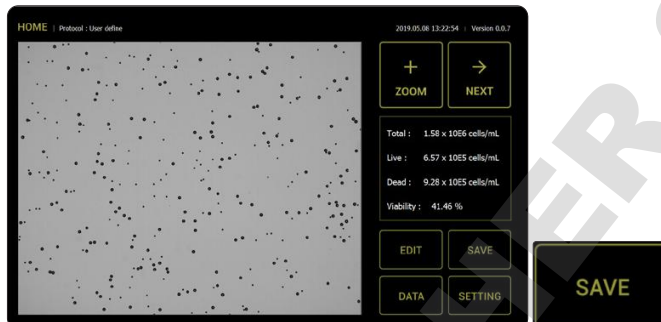 HOME | Protocol : User define
2019.05.08 13:22:54 | Version 0.0.7
+
ZOOM
→
NEXT
Total : 1.58 x 10E6 cells/mL
Live : 6.57 x 10E5 cells/mL
Dead : 9.28 x 10E5 cells/mL
Viability : 41.46 %
EDIT
SAVE
DATA
SETTING
SAVE
HER